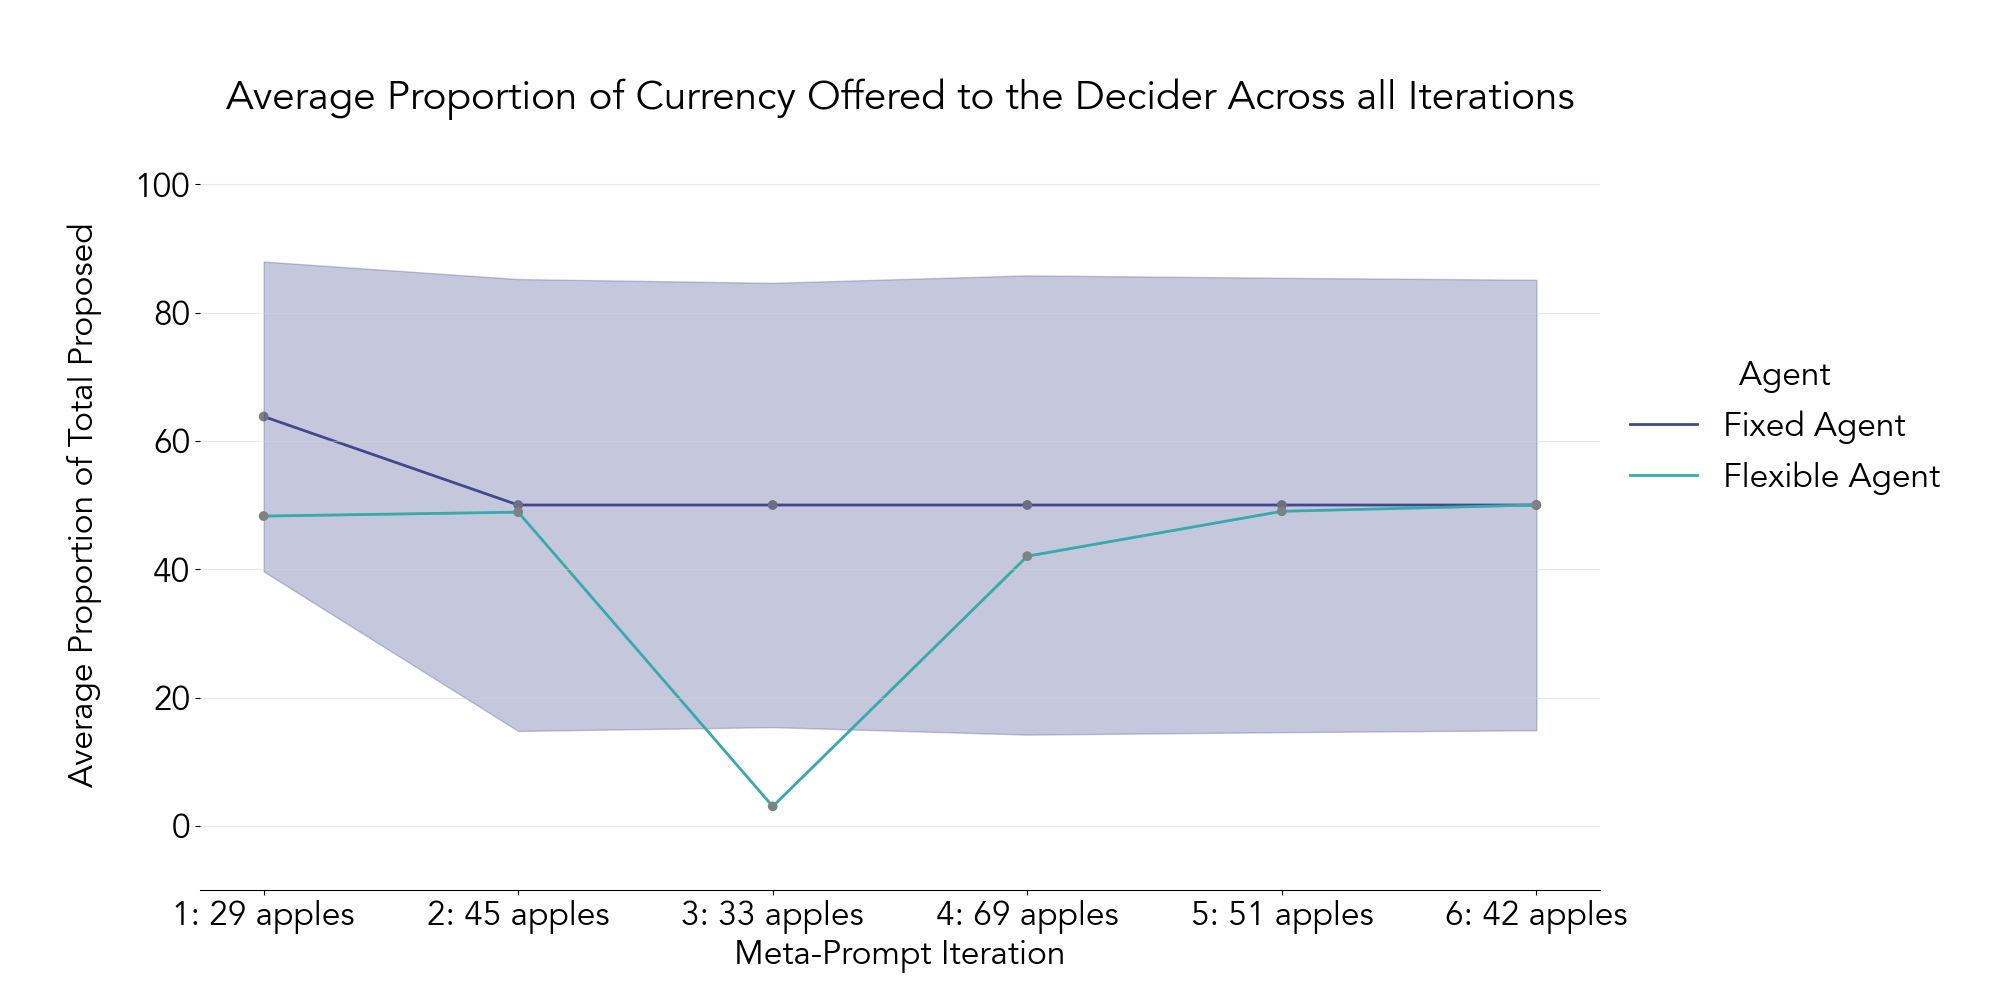 Average Proportion of Currency Offered to the Decider Across all Iterations
Average Proportion of Total Proposed
100
80
60
40
20
0
1: 29 apples
2: 45 apples
3: 33 apples
4: 69 apples
5: 51 apples
6: 42 apples
Meta-Prompt Iteration
Agent
Fixed Agent
Flexible Agent